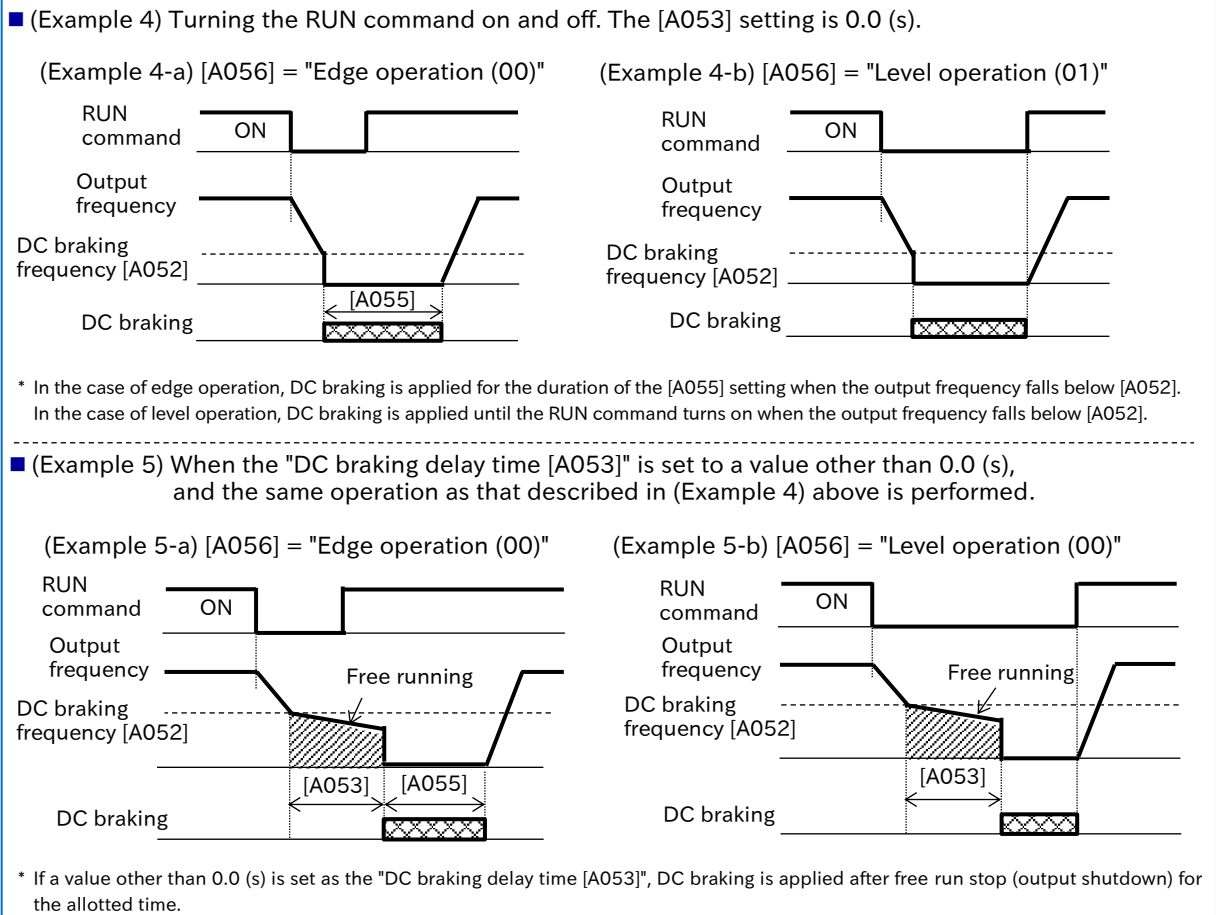 ■ (Example 4) Turning the RUN command on and off. The [A053] setting is 0.0 (s).
(Example 4-a) [A056] = "Edge operation (00)"
RUN
command
ON
Output
frequency
DC braking
frequency [A052]
[A055]
DC braking
(Example 4-b) [A056] = "Level operation (01)"
RUN
command
ON
Output
frequency
DC braking
frequency [A052]
DC braking
* In the case of edge operation, DC braking is applied for the duration of the [A055] setting when the output frequency falls below [A052].
In the case of level operation, DC braking is applied until the RUN command turns on when the output frequency falls below [A052].
■ (Example 5) When the "DC braking delay time [A053]" is set to a value other than 0.0 (s),
and the same operation as that described in (Example 4) above is performed.
(Example 5-a) [A056] = "Edge operation (00)"
RUN
command
ON
Output
frequency
Free running
DC braking
frequency [A052]
[A053]
[A055]
DC braking
(Example 5-b) [A056] = "Level operation (00)"
RUN
command
ON
Output
frequency
Free running
DC braking
frequency [A052]
[A053]
DC braking
* If a value other than 0.0 (s) is set as the "DC braking delay time [A053]", DC braking is applied after free run stop (output shutdown) for
the allotted time.